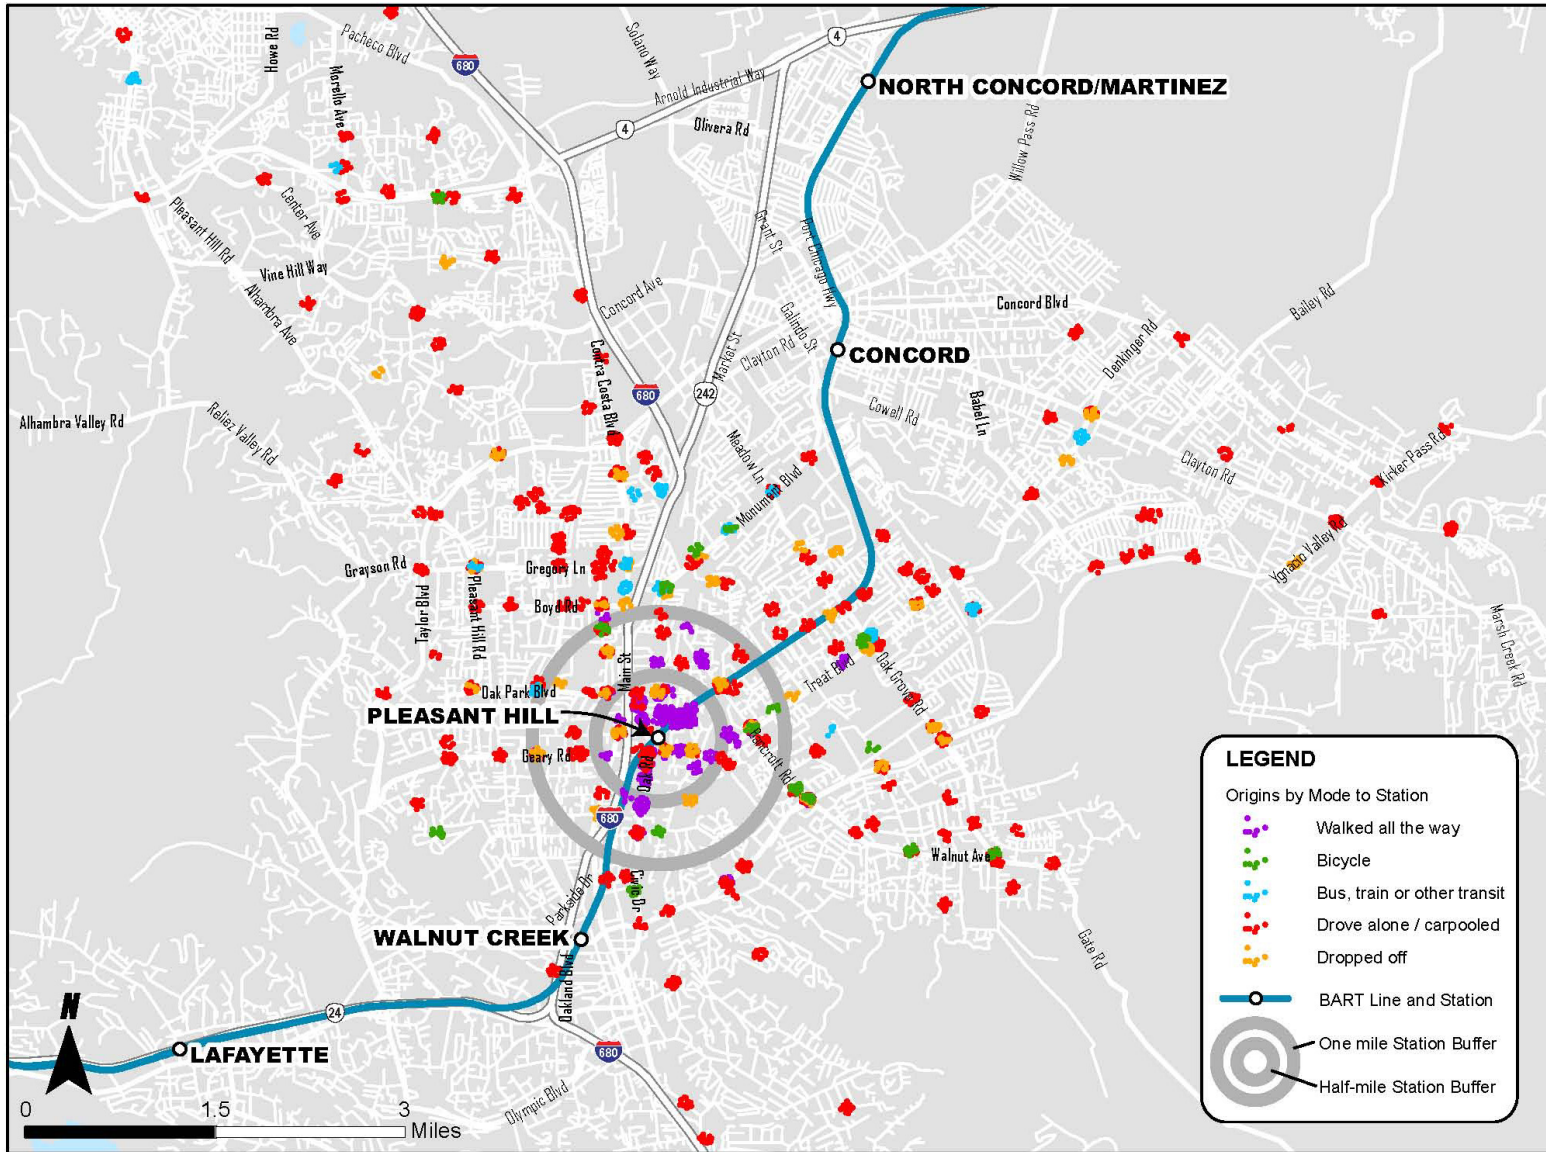 Howe Rd
Pacheco Blvd
680
Solano Way
4
Morello Ave
Arnold Industrial Way
NORTH CONCORD/MARTINEZ
4
Olivera Rd
Willow Pass Rd
Center Ave
Pleasant Hill Rd
Grant St
Port Chicago Hwy
Vine Hill Way
Alhambra Ave
Concord Ave
Galindo St
Concord Blvd
Bailey Rd
Denkinger Rd
Market St
Clayton Rd
CONCORD
Contra Costa Blvd
680
242
Babel Ln
Cowell Rd
Alhambra Valley Rd
Reliez Valley Rd
Meadow Ln
Monument Blvd
Clayton Rd
Kirker Pass Rd
Ygnacio Valley Rd
Grayson Rd
Gregory Ln
Taylor Blvd
Pleasant Hill Rd
Boyd Rd
Marsh Creek Rd
Main St
Treat Blvd
Oak Grove Rd
Oak Park Blvd
PLEASANT HILL
Geary Rd
Oak Rd
Bancroft Rd
680
Walnut Ave
Parkside Dr
Civic Dr
WALNUT CREEK
Gate Rd
Oakland Blvd
24
LAFAYETTE
680
Olympic Blvd
N
0
1.5
3
Miles
LEGEND
Origins by Mode to Station
Walked all the way
Bicycle
Bus, train or other transit
Drove alone / carpooled
Dropped off
BART Line and Station
One mile Station Buffer
Half-mile Station Buffer